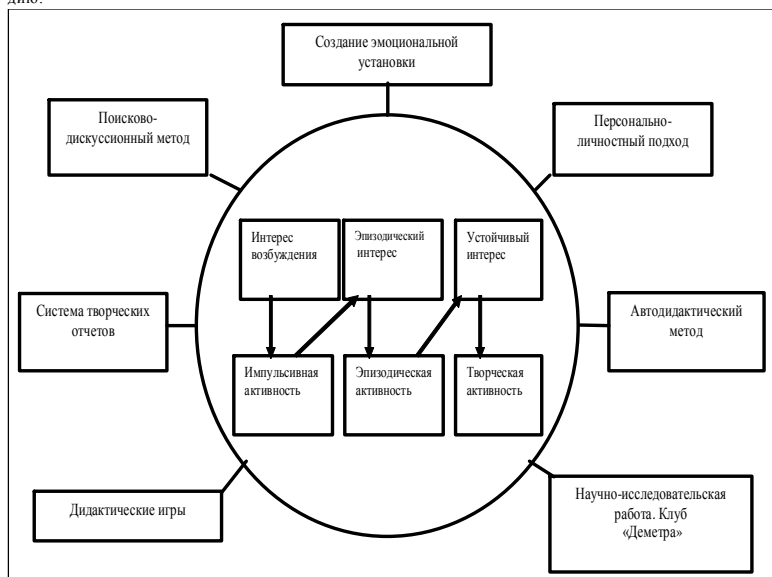 дию.
Создание эмоциональной
установки
Поисково-
дискуссионный метод
Персонально-
личностный подход
Интерес
возбуждения
Эпизодический
интерес
Устойчивый
интерес
Система творческих
отчетов
Автодидактический
метод
Импульсивная
активность
Эпизодическая
активность
Творческая
активность
Дидактические игры
Научно-исследовательская
работа. Клуб
«Деметра»